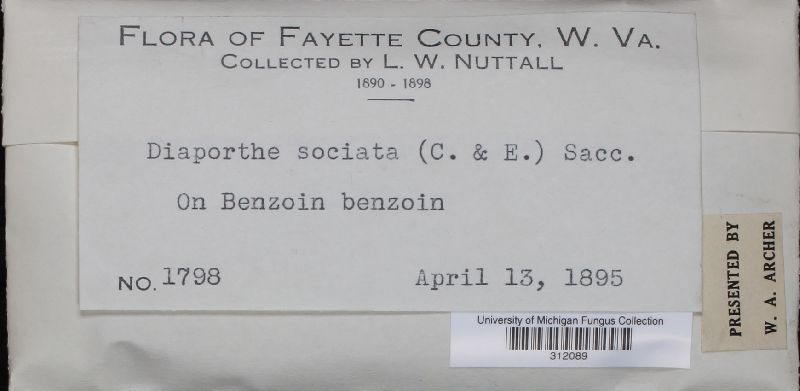 FLORA OF FAYETTE COUNTY, W. VA.
COLLECTED BY L. W. NUTTALL
1890 - 1898
Diaporthe sociata (C. & E.) Sacc.
On Benzoin benzoin
NO. 1798 April 13, 1895
University of Michigan Fungus Collection
312089
PRESENTED BY
W. A. ARCHER